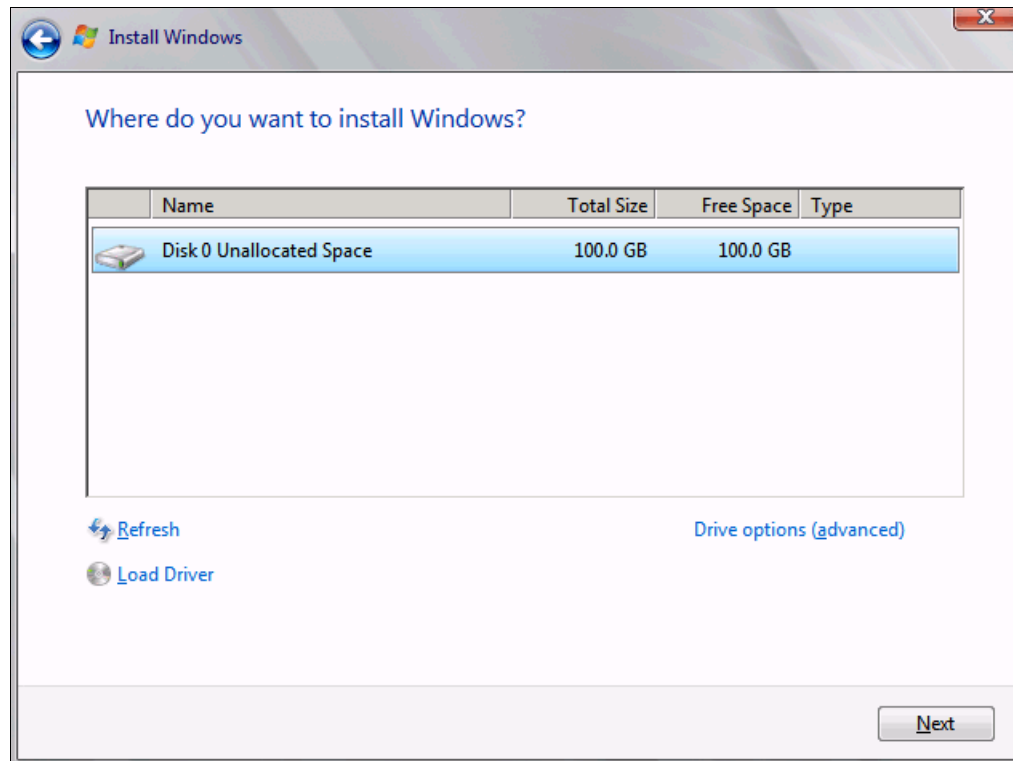 Install Windows
Where do you want to install Windows?
Name Total Size Free Space Type
Disk 0 Unallocated Space 100.0 GB 100.0 GB
Refresh Drive options (advanced)
Load Driver
Next